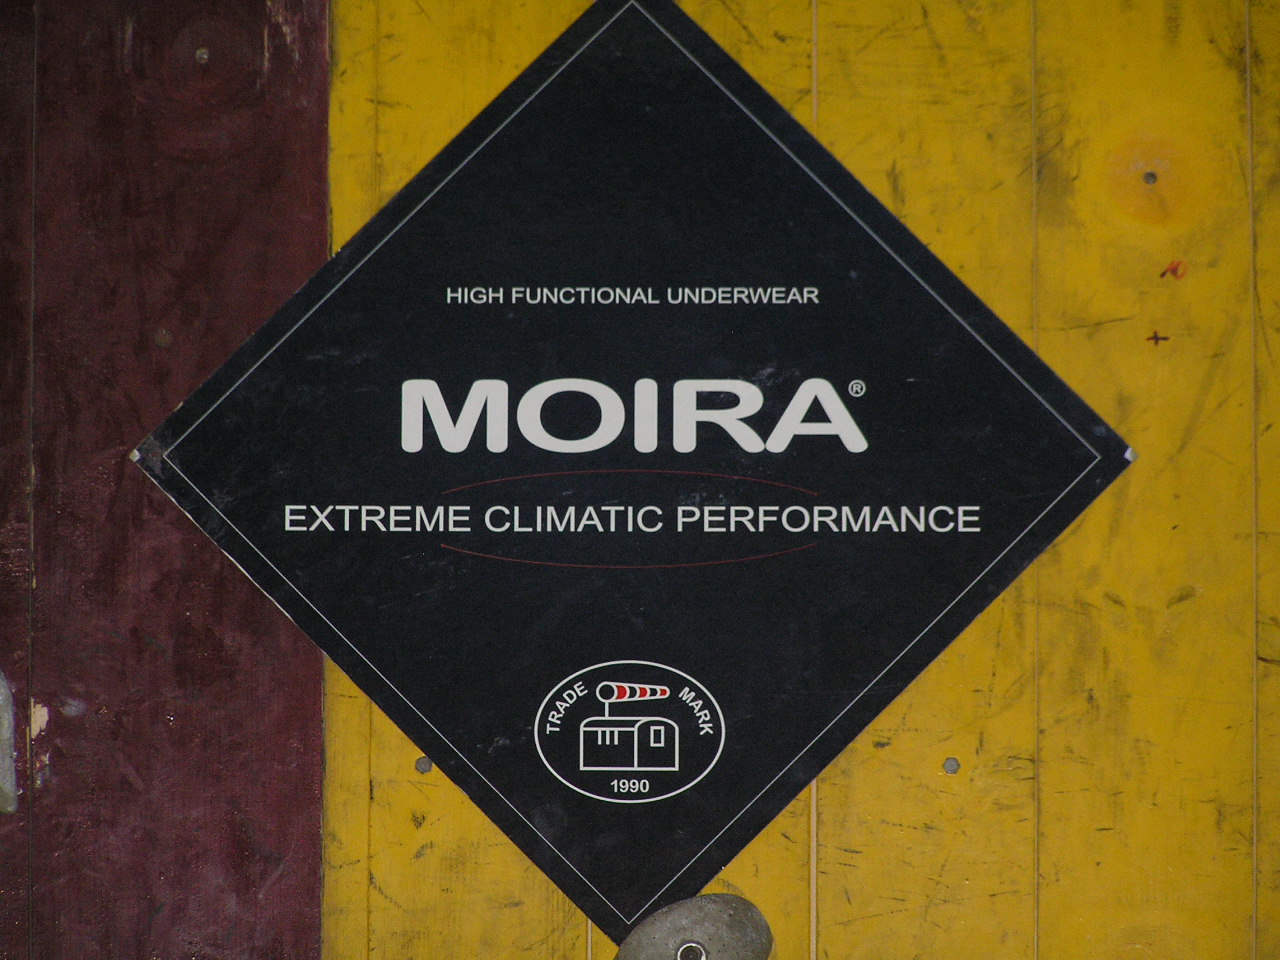 HIGH FUNCTIONAL UNDERWEAR
MOIRA®
EXTREME CLIMATIC PERFORMANCE
TRADE MARK
1990